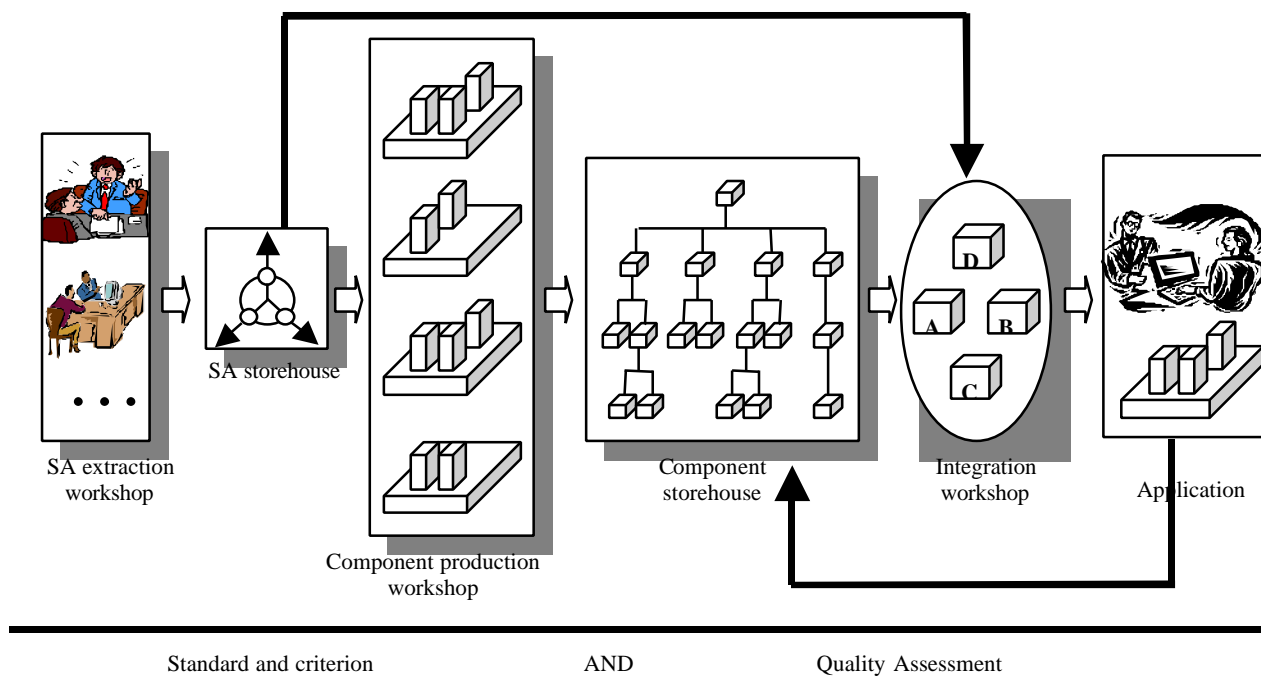 D
A
B
C
SA storehouse
SA extraction
workshop
Component
storehouse
Integration
workshop
Application
Component production
workshop
Standard and criterion AND Quality Assessment